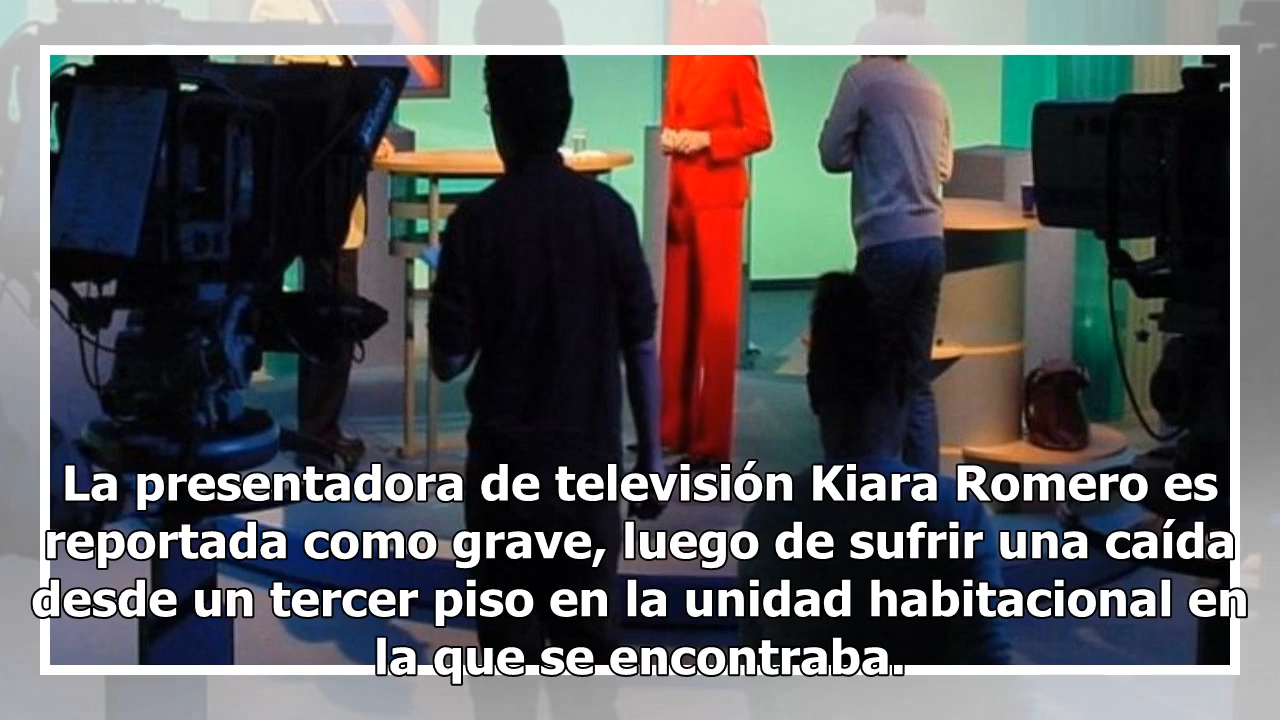 La presentadora de televisión Kiara Romero es
reportada como grave, luego de sufrir una caída
desde un tercer piso en la unidad habitacional en
la que se encontraba.